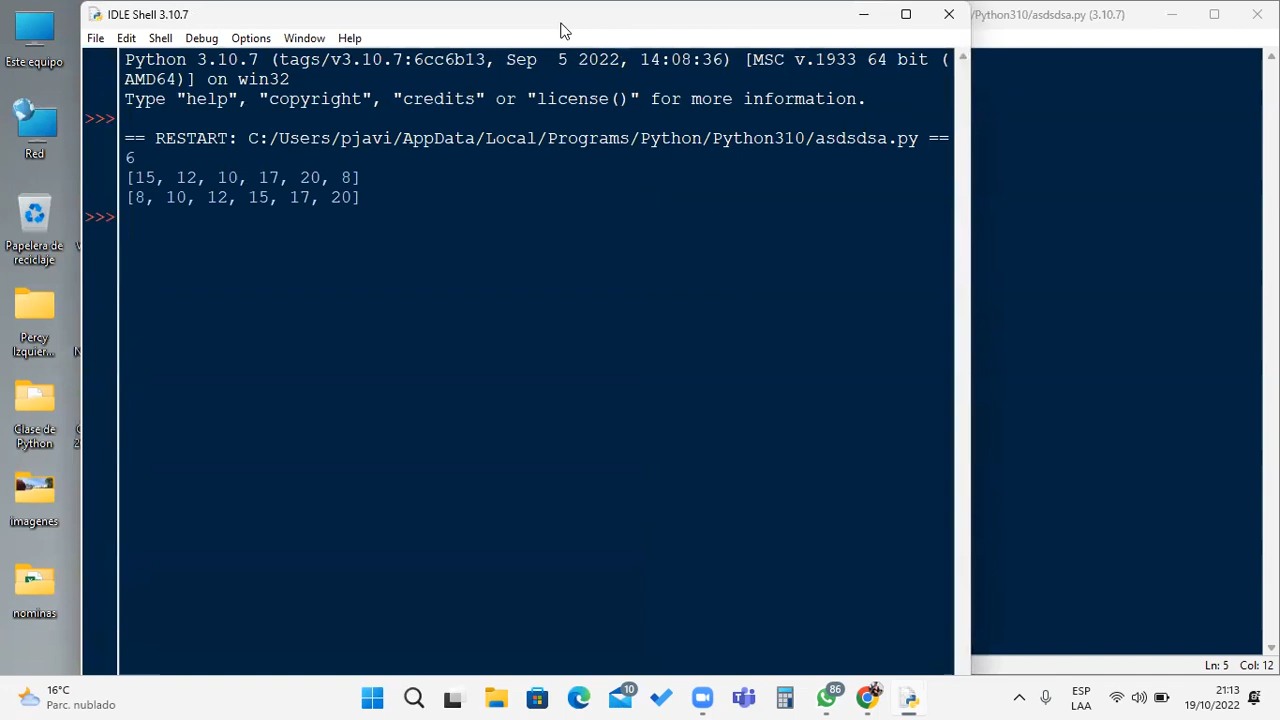 IDLE Shell 3.10.7
/Python310/asdsdsa.py (3.10.7)
File Edit Shell Debug Options Window Help
Python 3.10.7 (tags/v3.10.7:6cc6b13, Sep  5 2022, 14:08:36) [MSC v.1933 64 bit (
AMD64)] on win32
Type "help", "copyright", "credits" or "license()" for more information.
>>>
== RESTART: C:/Users/pjavi/AppData/Local/Programs/Python/Python310/asdsdsa.py ==
6
[15, 12, 10, 17, 20, 8]
[8, 10, 12, 15, 17, 20]
>>>
Este equipo
Red
Papelera de
reciclaje
Percy
Izquier...
Clase de
Python
imagenes
nominas
Ln: 5 Col: 12
16°C
Parc. nublado
10
86
ESP
LAA
21:13
19/10/2022